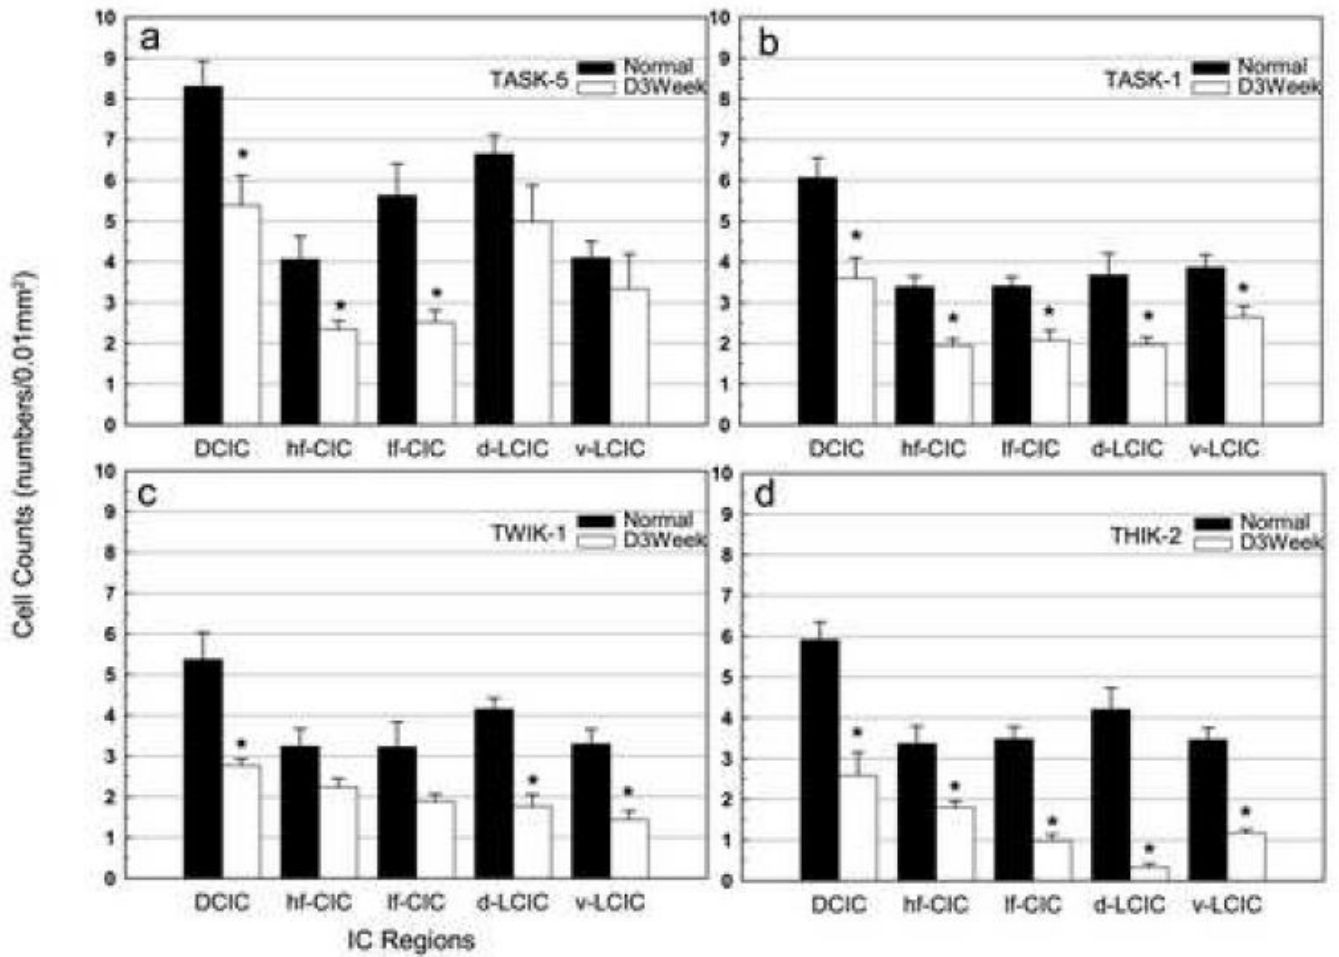 a
TASK-5
Normal
D3Week
10
9
8
7
6
5
4
3
2
1
0
DCIC hf-CIC lf-CIC d-LCIC v-LCIC
b
TASK-1
Normal
D3Week
10
9
8
7
6
5
4
3
2
1
0
DCIC hf-CIC lf-CIC d-LCIC v-LCIC
Cell Counts (numbers/0.01mm²)
c
TWIK-1
Normal
D3Week
10
9
8
7
6
5
4
3
2
1
0
DCIC hf-CIC lf-CIC d-LCIC v-LCIC
d
THIK-2
Normal
D3Week
10
9
8
7
6
5
4
3
2
1
0
DCIC hf-CIC lf-CIC d-LCIC v-LCIC
IC Regions